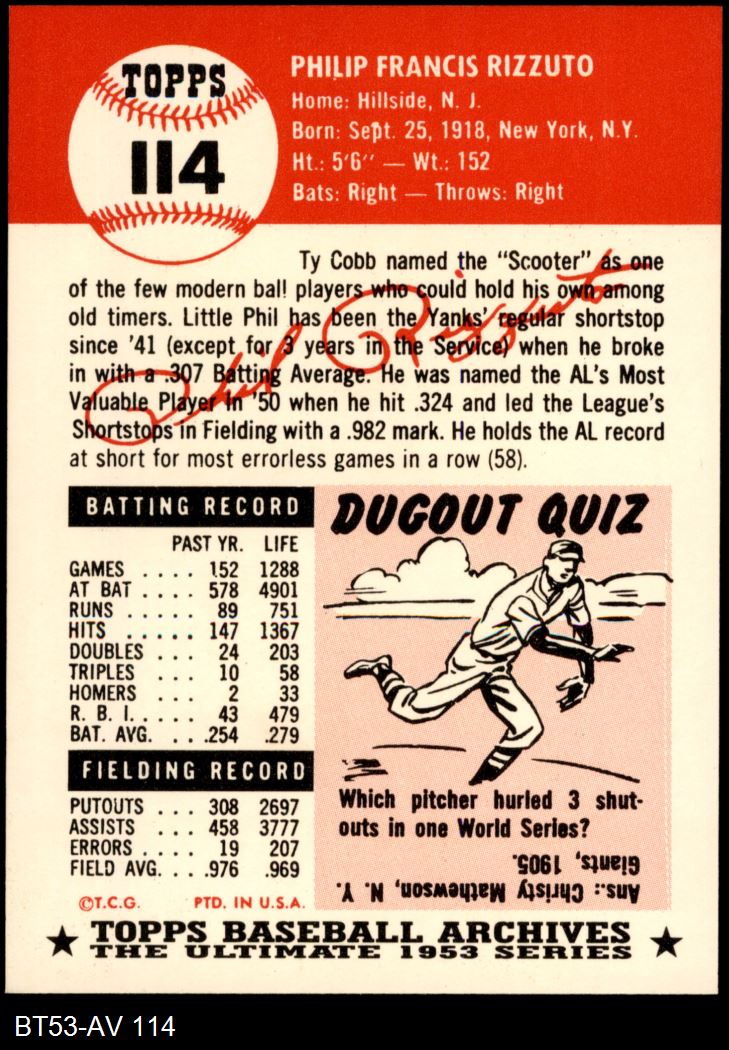 TOPPS
114
PHILIP FRANCIS RIZZUTO
Home: Hillside, N. J.
Born: Sept. 25, 1918, New York, N.Y.
Ht.: 5'6" — Wt.: 152
Bats: Right — Throws: Right
Ty Cobb named the "Scooter" as one
of the few modern ball players who could hold his own among
old timers. Little Phil has been the Yanks' regular shortstop
since '41 (except for 3 years in the Service) when he broke
in with a .307 Batting Average. He was named the AL's Most
Valuable Player in '50 when he hit .324 and led the League's
Shortstops in Fielding with a .982 mark. He holds the AL record
at short for most errorless games in a row (58).
Phil Rizzuto
BATTING RECORD
PAST YR. LIFE
GAMES .... 152 1288
AT BAT .... 578 4901
RUNS ..... 89 751
HITS ..... 147 1367
DOUBLES ... 24 203
TRIPLES ... 10 58
HOMERS ... 2 33
R. B. I. .... 43 479
BAT. AVG. ... .254 .279
FIELDING RECORD
PUTOUTS ... 308 2697
ASSISTS ... 458 3777
ERRORS .... 19 207
FIELD AVG. ... .976 .969
©T.C.G. PTD. IN U.S.A.
DUGOUT QUIZ
Which pitcher hurled 3 shut-
outs in one World Series?
Ans.: Christy Mathewson, N. Y.
Giants, 1905.
★ TOPPS BASEBALL ARCHIVES ★
THE ULTIMATE 1953 SERIES
BT53-AV 114